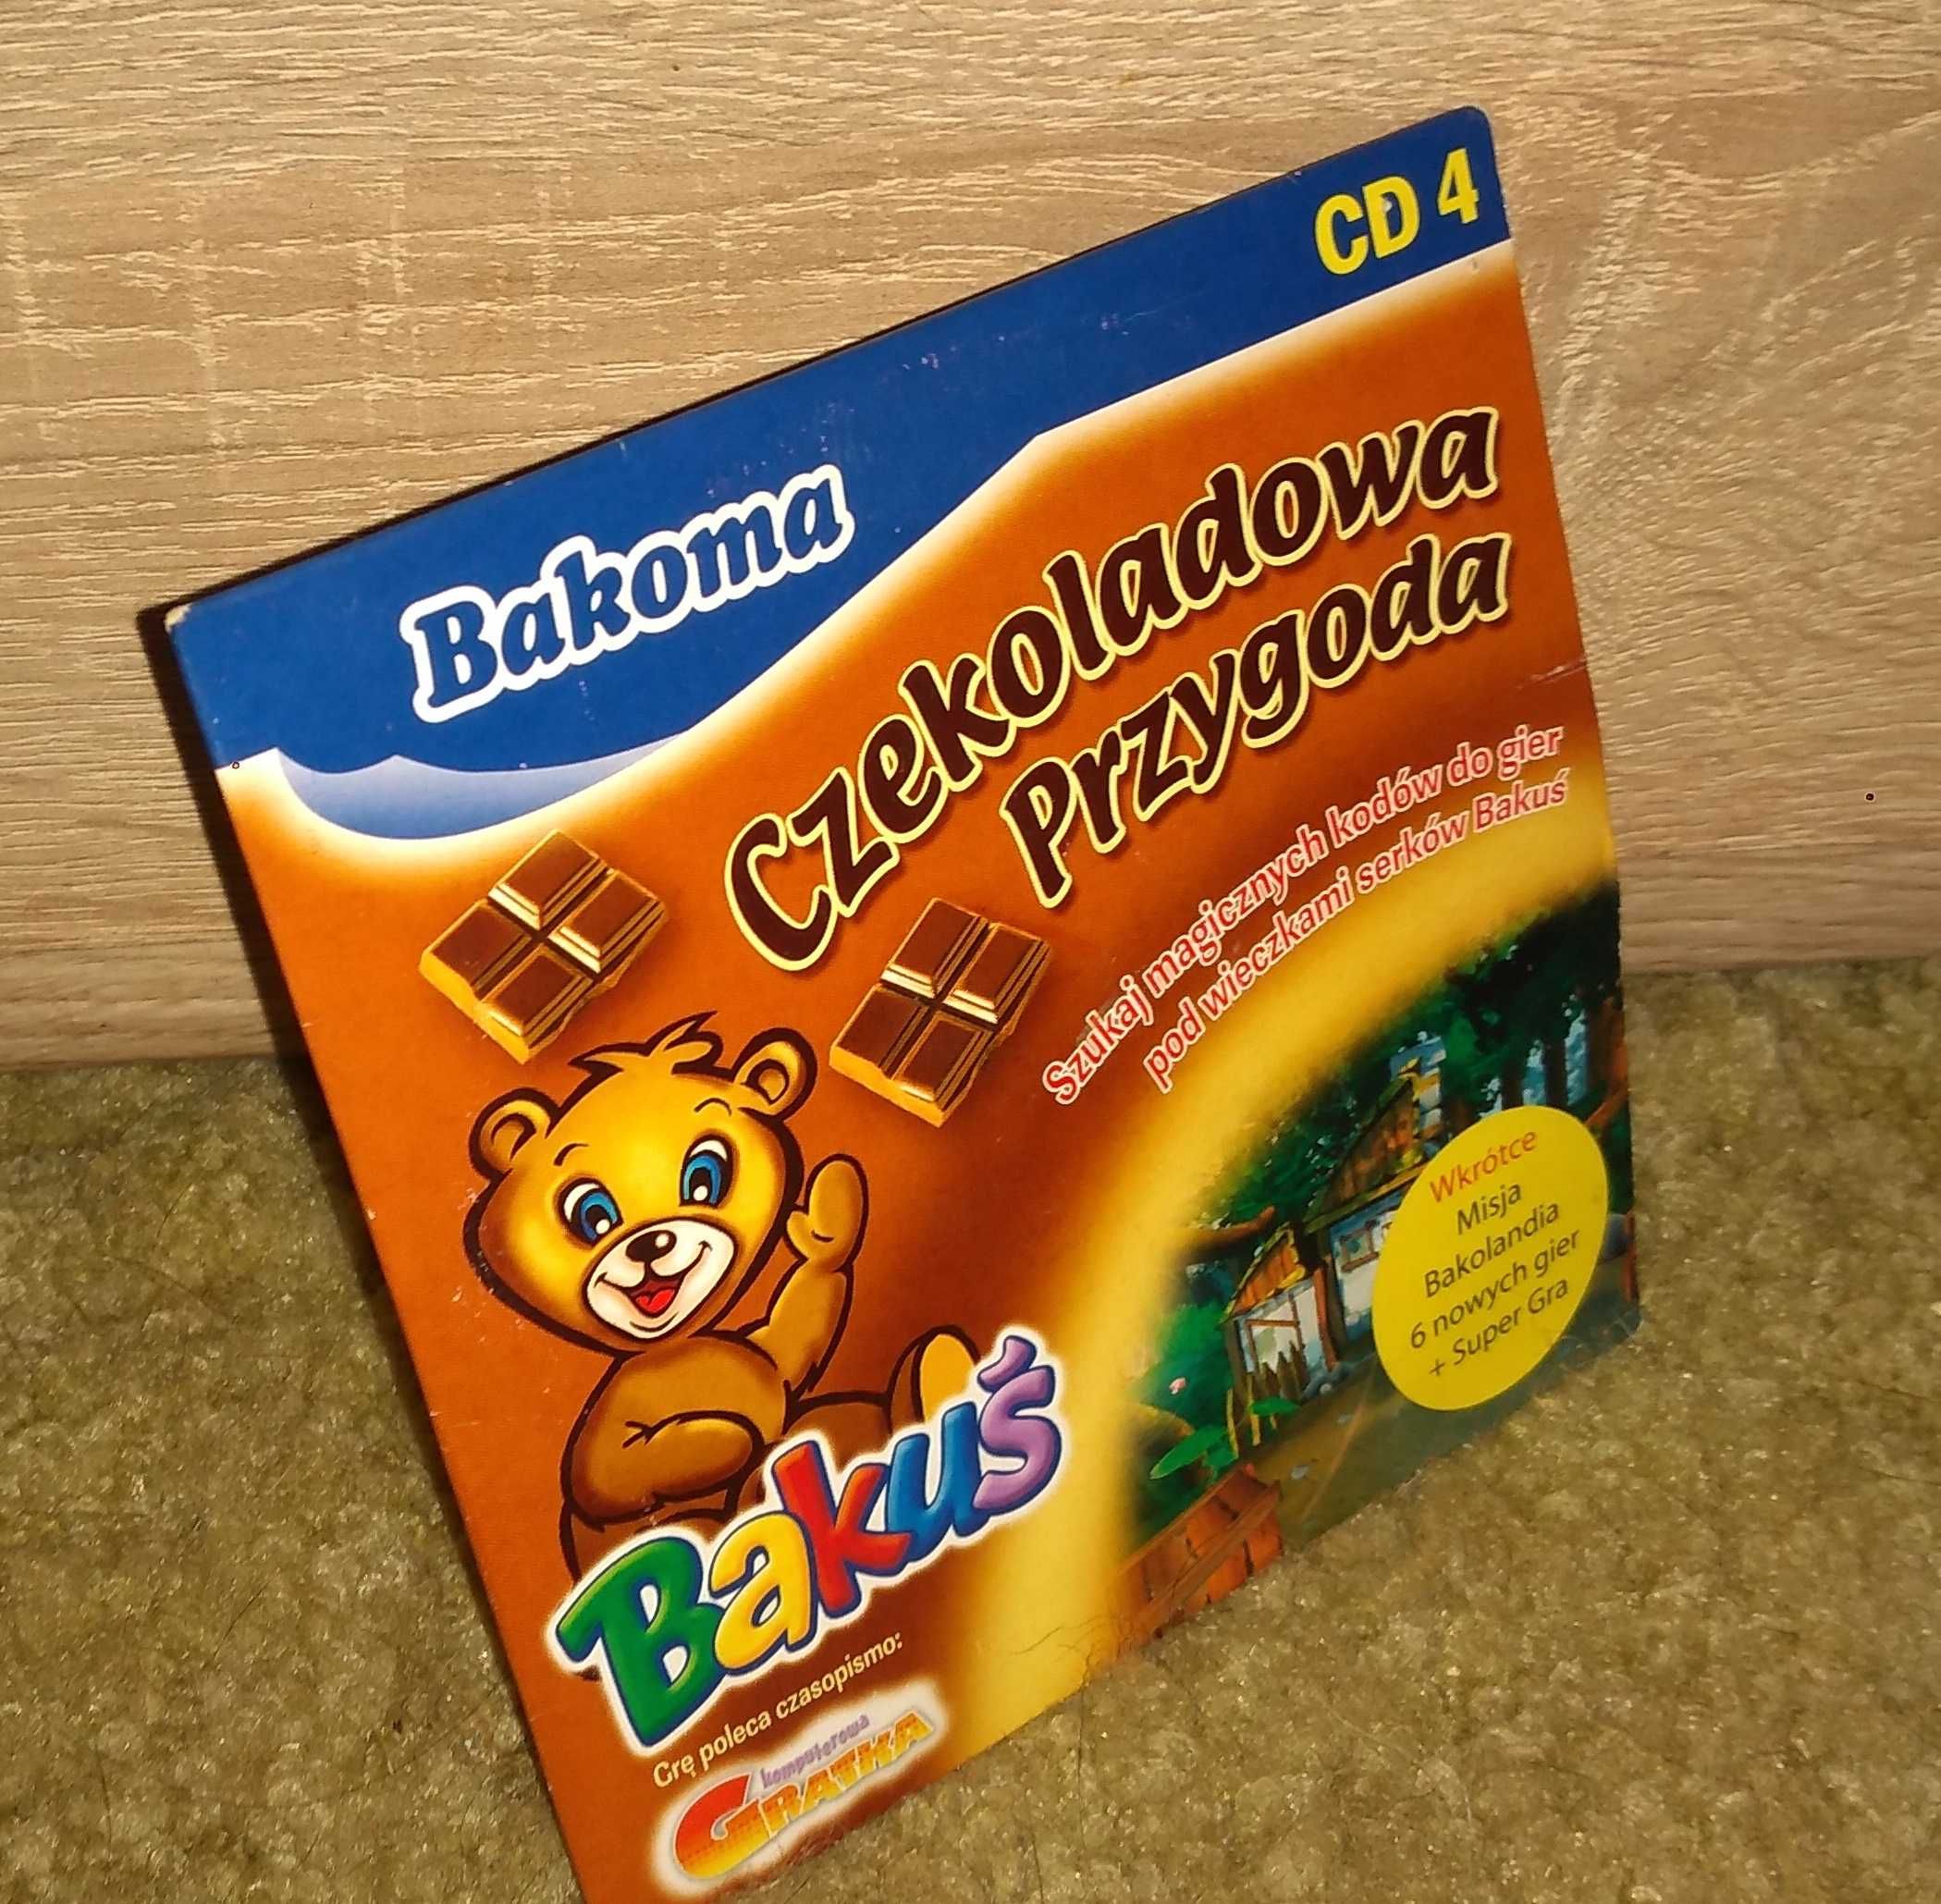 CD 4
Bakoma
Czekoladowa
Przygoda
Szukaj magicznych kodów do gier
pod wieczkami serków Bakuś
Wkrótce
Misja
Bakolandia
6 nowych gier
+ Super Gra
Bakuś
Grę poleca czasopismo:
komputerowa
GRATKA